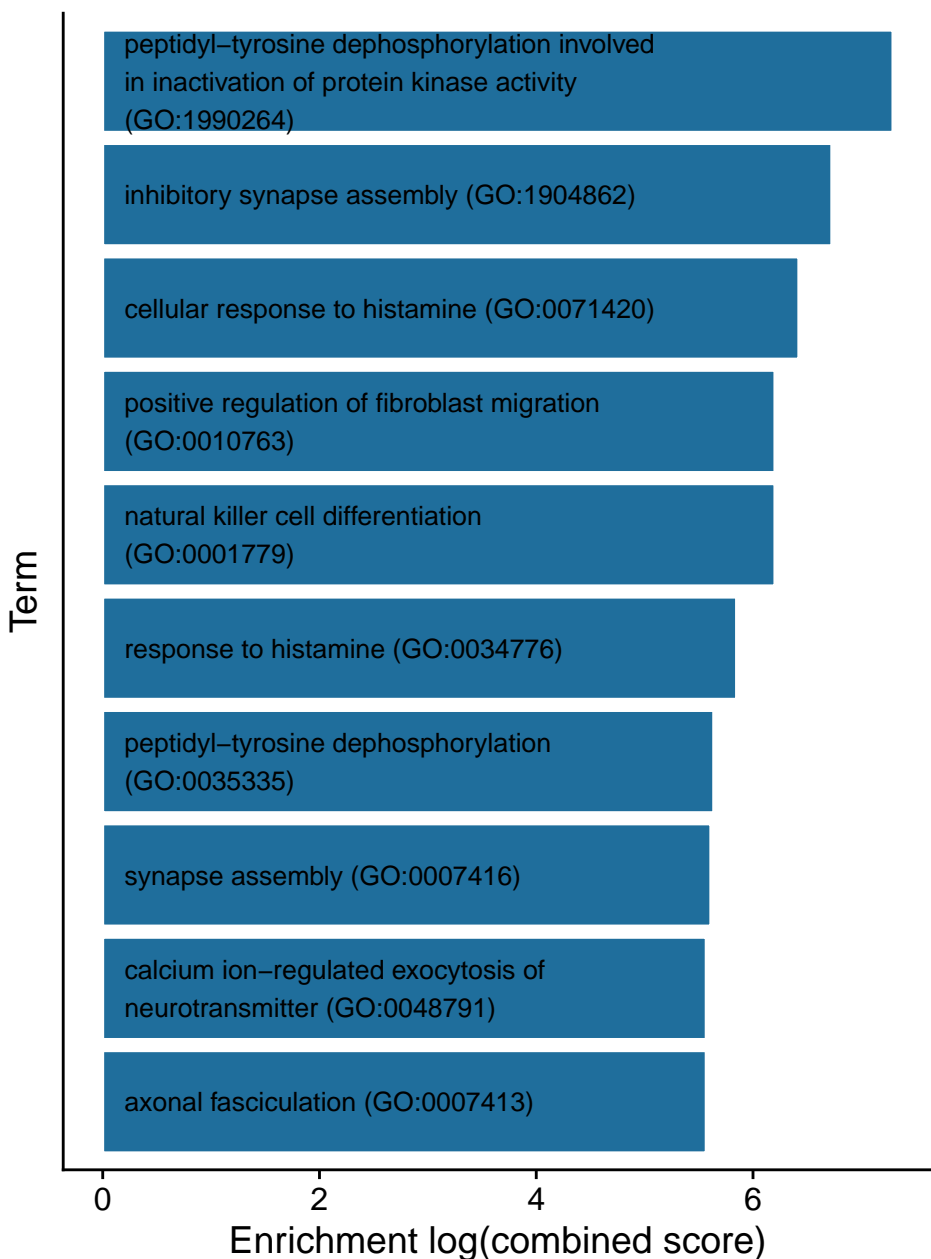 peptidyl−tyrosine dephosphorylation involved
in inactivation of protein kinase activity
(GO:1990264)
inhibitory synapse assembly (GO:1904862)
cellular response to histamine (GO:0071420)
positive regulation of fibroblast migration
(GO:0010763)
natural killer cell differentiation
(GO:0001779)
response to histamine (GO:0034776)
peptidyl−tyrosine dephosphorylation
(GO:0035335)
synapse assembly (GO:0007416)
calcium ion−regulated exocytosis of
neurotransmitter (GO:0048791)
axonal fasciculation (GO:0007413)
Term
0 2 4 6
Enrichment log(combined score)